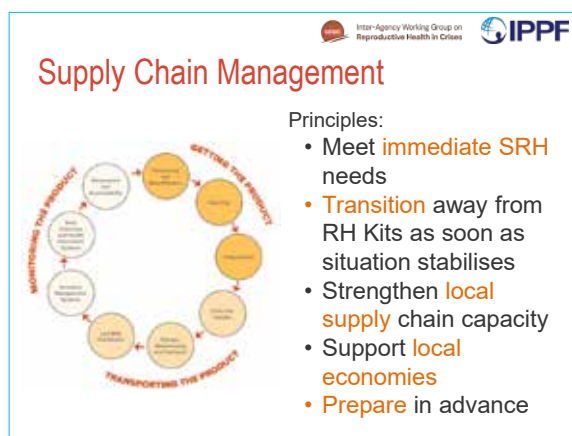 Inter-Agency Working Group on
Reproductive Health in Crises
IPPF
Supply Chain Management
Principles:
• Meet immediate SRH
needs
• Transition away from
RH Kits as soon as
situation stabilises
• Strengthen local
supply chain capacity
• Support local
economies
• Prepare in advance
GETTING THE PRODUCT
TRANSPORTING THE PRODUCT
MONITORING THE PRODUCT